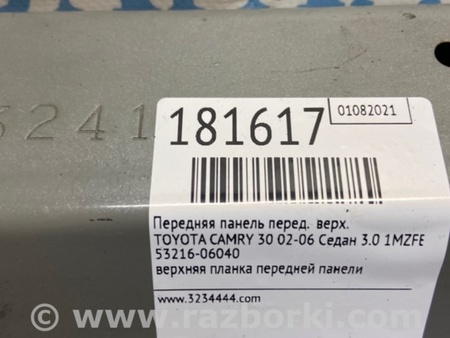 3241
181617
01082021
Передняя панель перед. верх.
TOYOTA CAMRY 30 02-06 Седан 3.0 1MZFE
53216-06040
верхняя планка передней панели
www.3234444.com
www.razborki.com